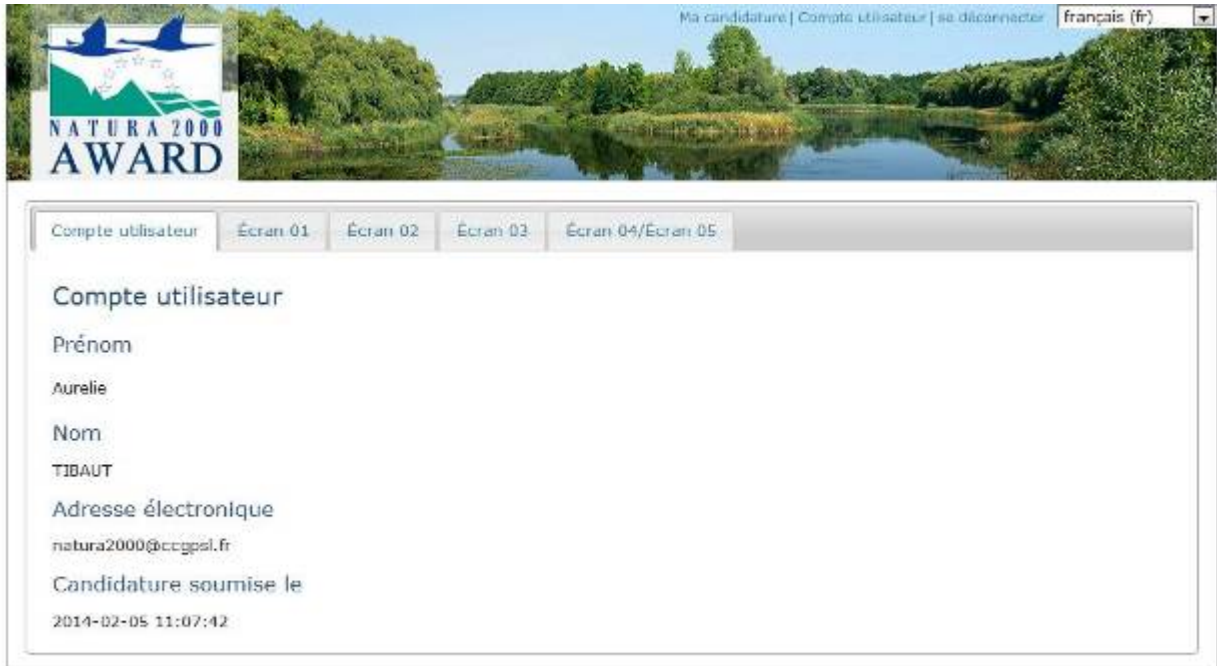 Ma candidature | Compte utilisateur | se déconnecter français (fr)
NATURA 2000
AWARD
Compte utilisateur Écran 01 Écran 02 Écran 03 Écran 04/Écran 05
Compte utilisateur
Prénom
Aurelie
Nom
TIBAUT
Adresse électronique
natura2000@ccgpsl.fr
Candidature soumise le
2014-02-05 11:07:42